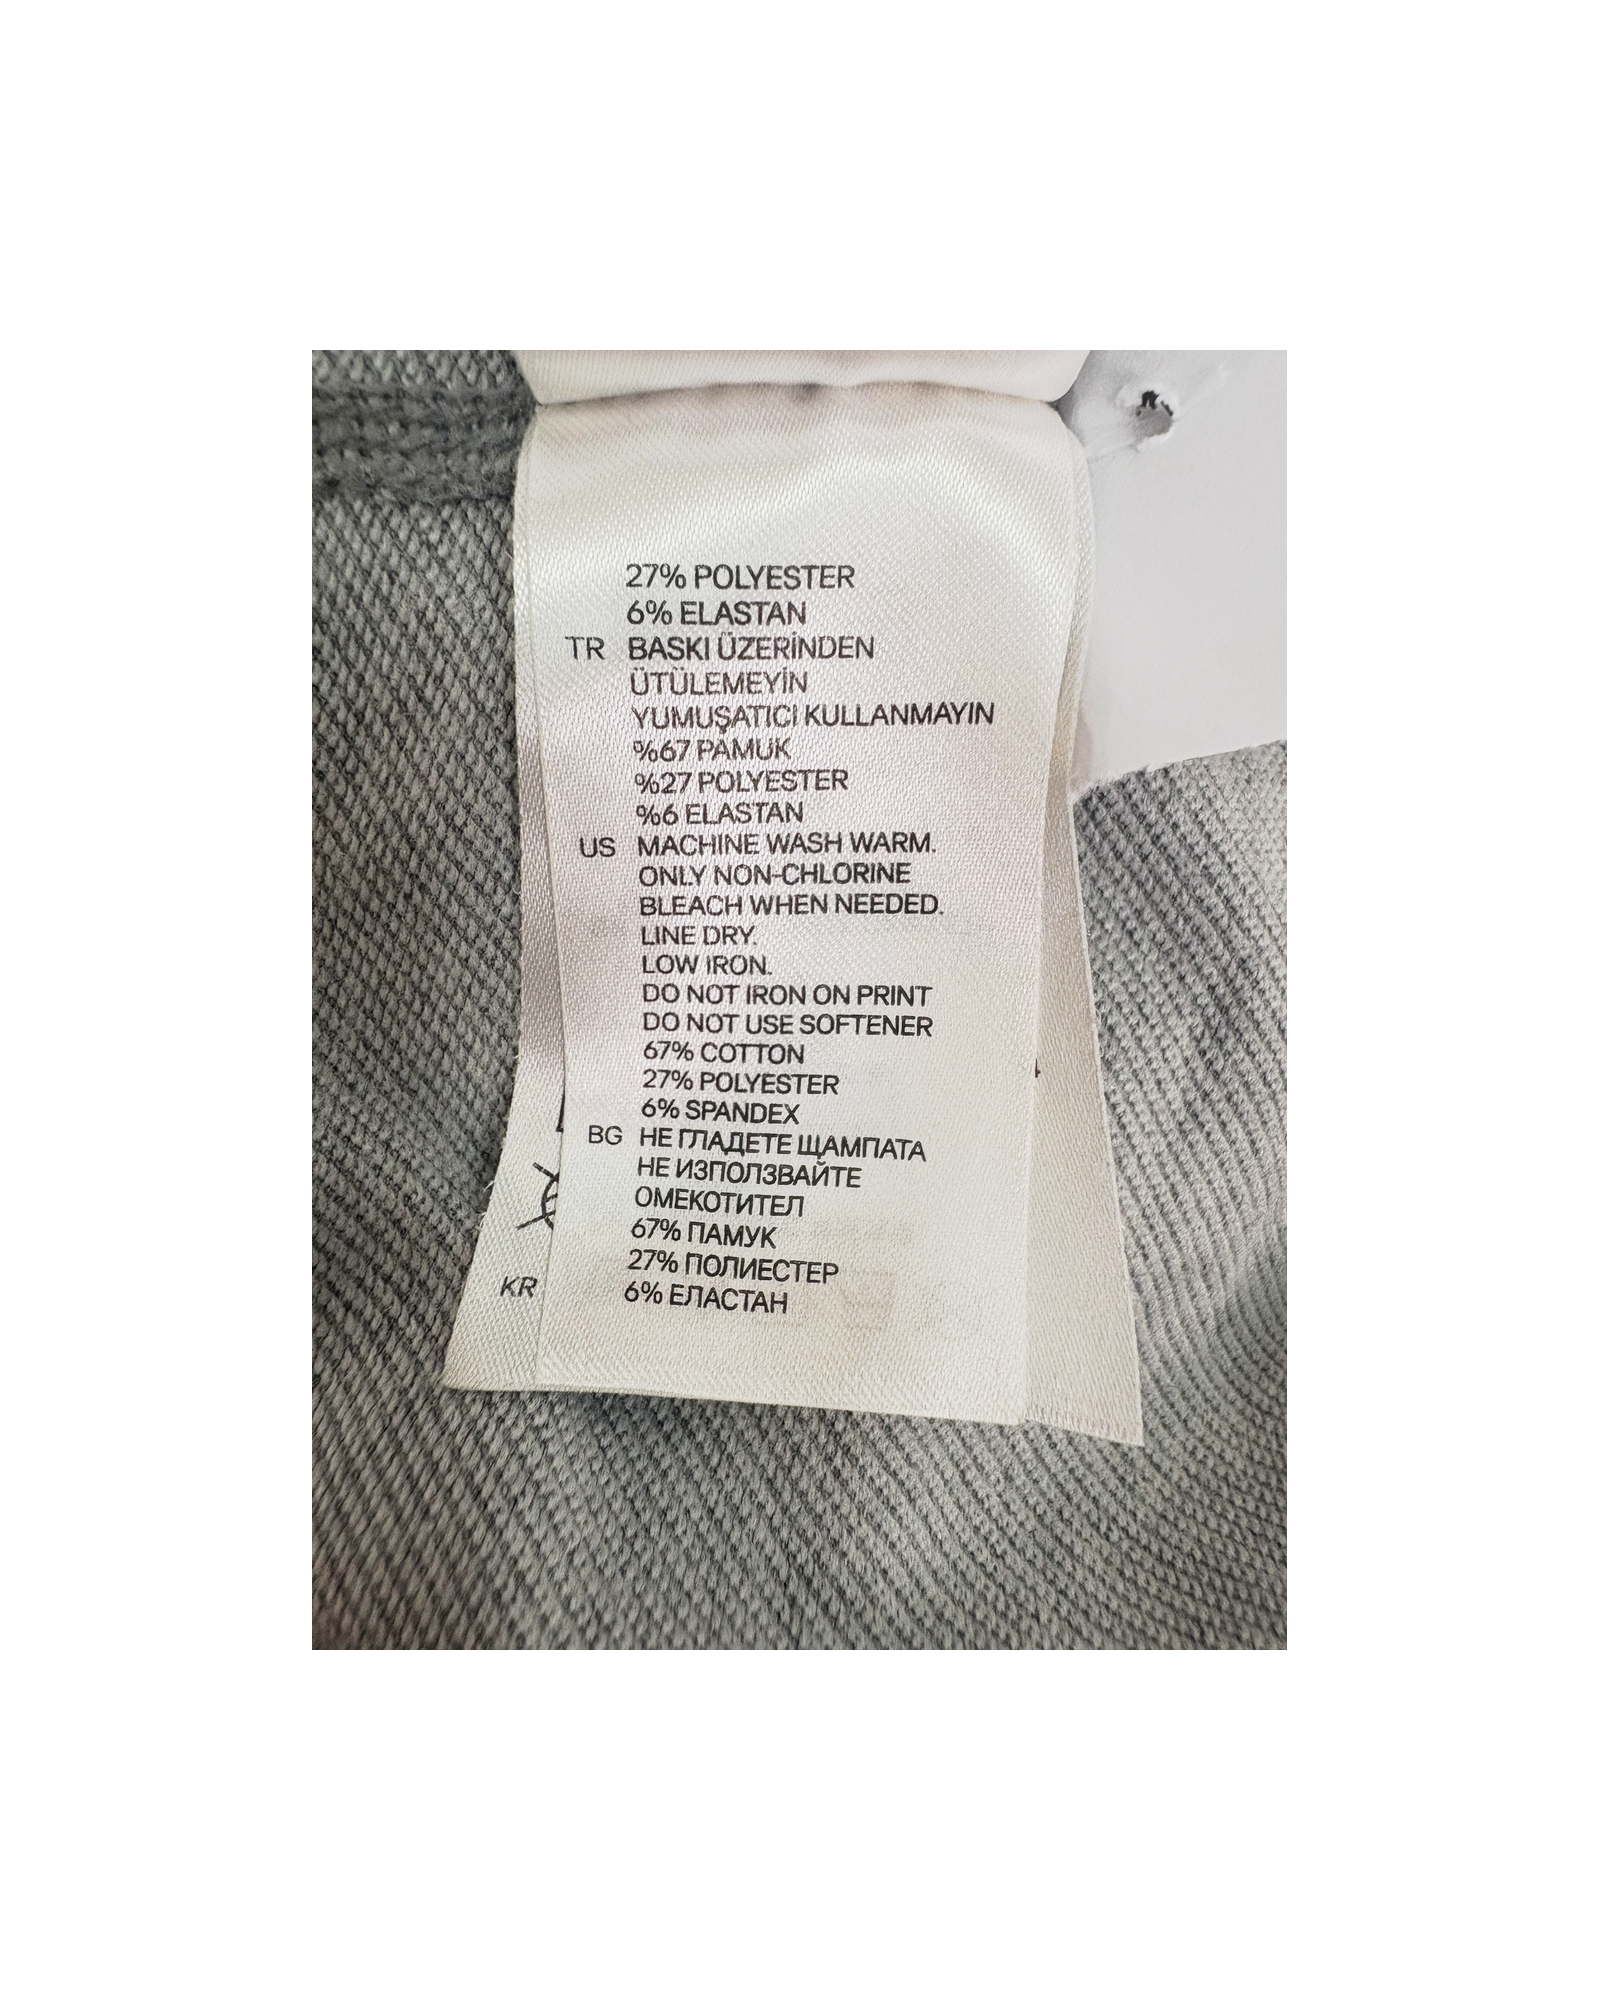 27% POLYESTER
6% ELASTAN
TR BASKI ÜZERİNDEN
ÜTÜLEMEYİN
YUMUŞATICI KULLANMAYIN
%67 PAMUK
%27 POLYESTER
%6 ELASTAN
US MACHINE WASH WARM.
ONLY NON-CHLORINE
BLEACH WHEN NEEDED.
LINE DRY.
LOW IRON.
DO NOT IRON ON PRINT
DO NOT USE SOFTENER
67% COTTON
27% POLYESTER
6% SPANDEX
BG НЕ ГЛАДЕТЕ ЩАМПАТА
НЕ ИЗПОЛЗВАЙТЕ
ОМЕКОТИТЕЛ
67% ПАМУК
27% ПОЛИЕСТЕР
6% ЕЛАСТАН
KR